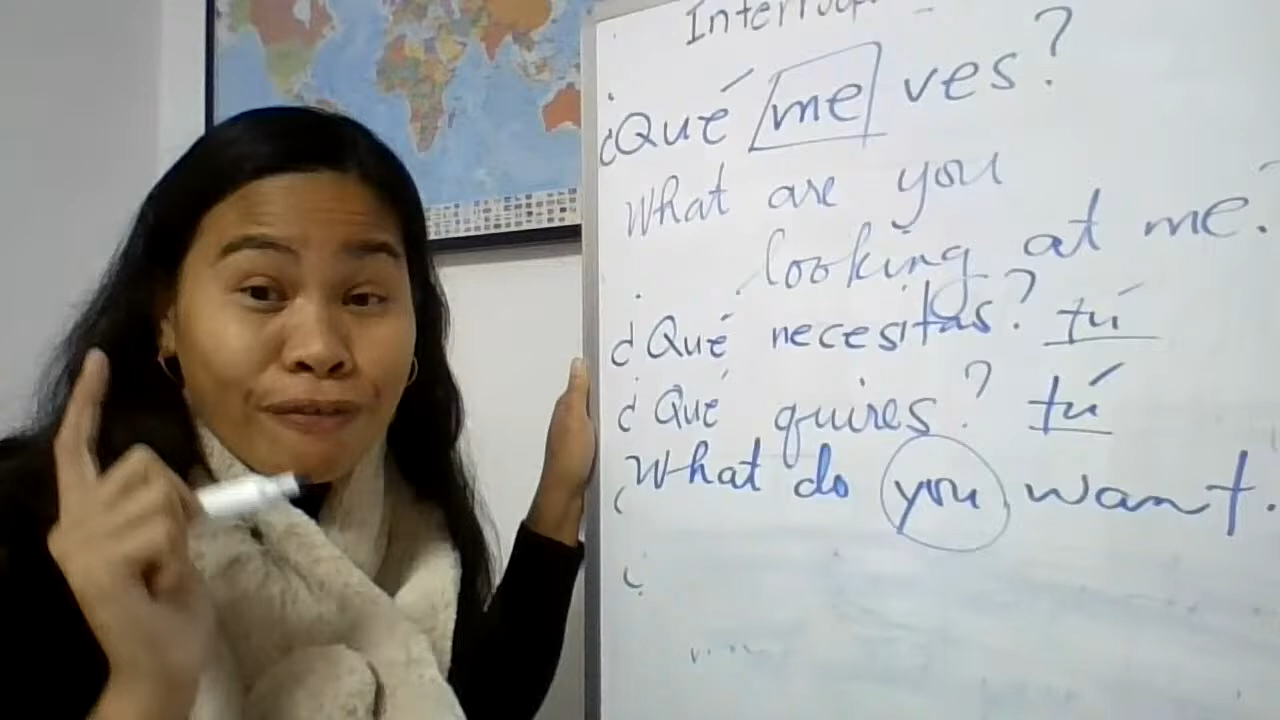 ¿Qué me ves?
What are you
looking at me?
¿Qué necesitas? tú
¿Qué quires? tú
What do you want.